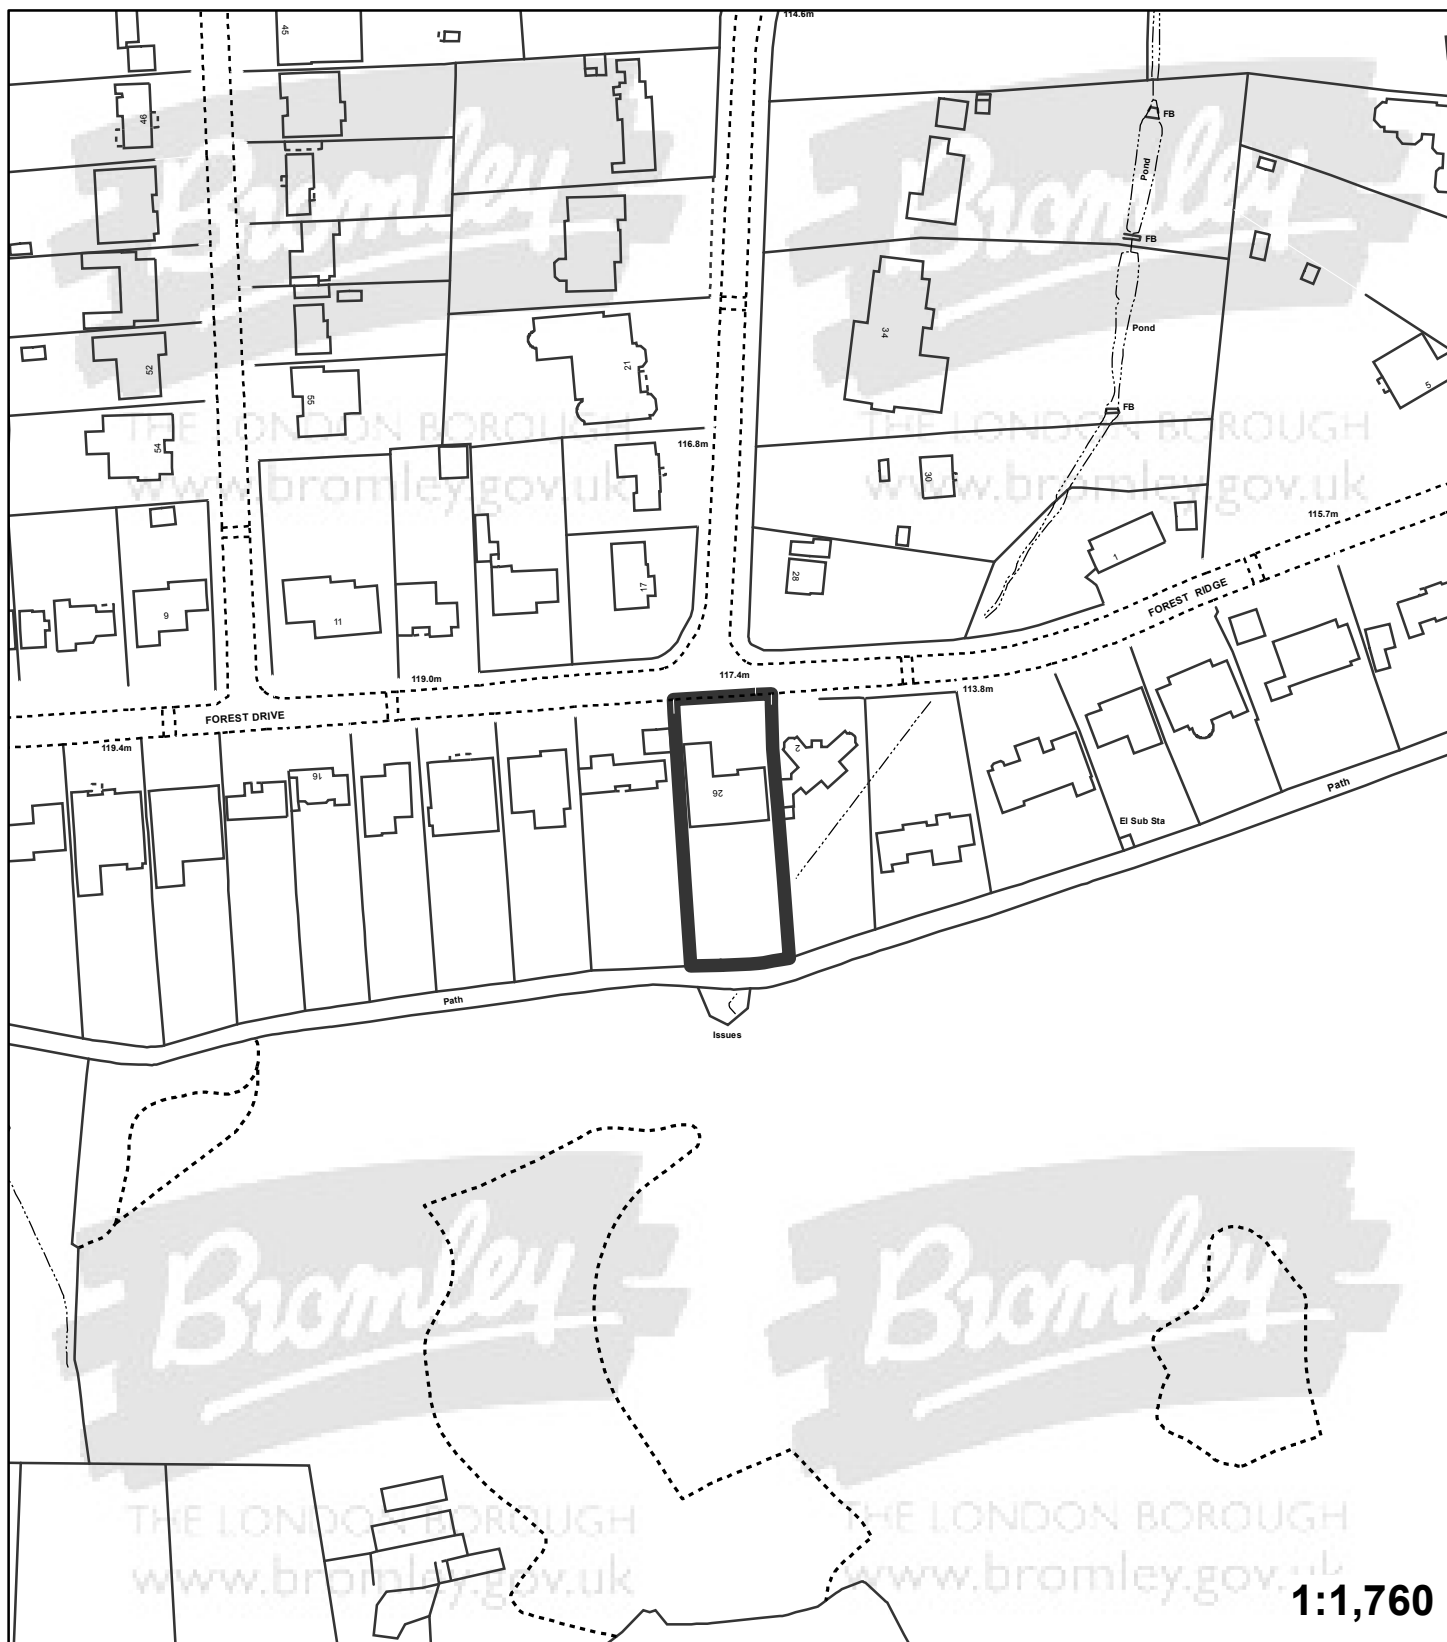 114.6m
45
46
FB
Pond
FB
Bromley
Bromley
Pond
34
52
21
5
55
FB
THE LONDON BOROUGH
THE LONDON BOROUGH
116.8m
54
30
www.bromley.gov.uk
www.bromley.gov.uk
115.7m
1
28
17
FOREST RIDGE
9
11
119.0m
117.4m
113.8m
FOREST DRIVE
119.4m
2
16
26
Path
El Sub Sta
Path
Issues
Bromley
Bromley
THE LONDON BOROUGH
THE LONDON BOROUGH
www.bromley.gov.uk
www.bromley.gov.uk
1:1,760